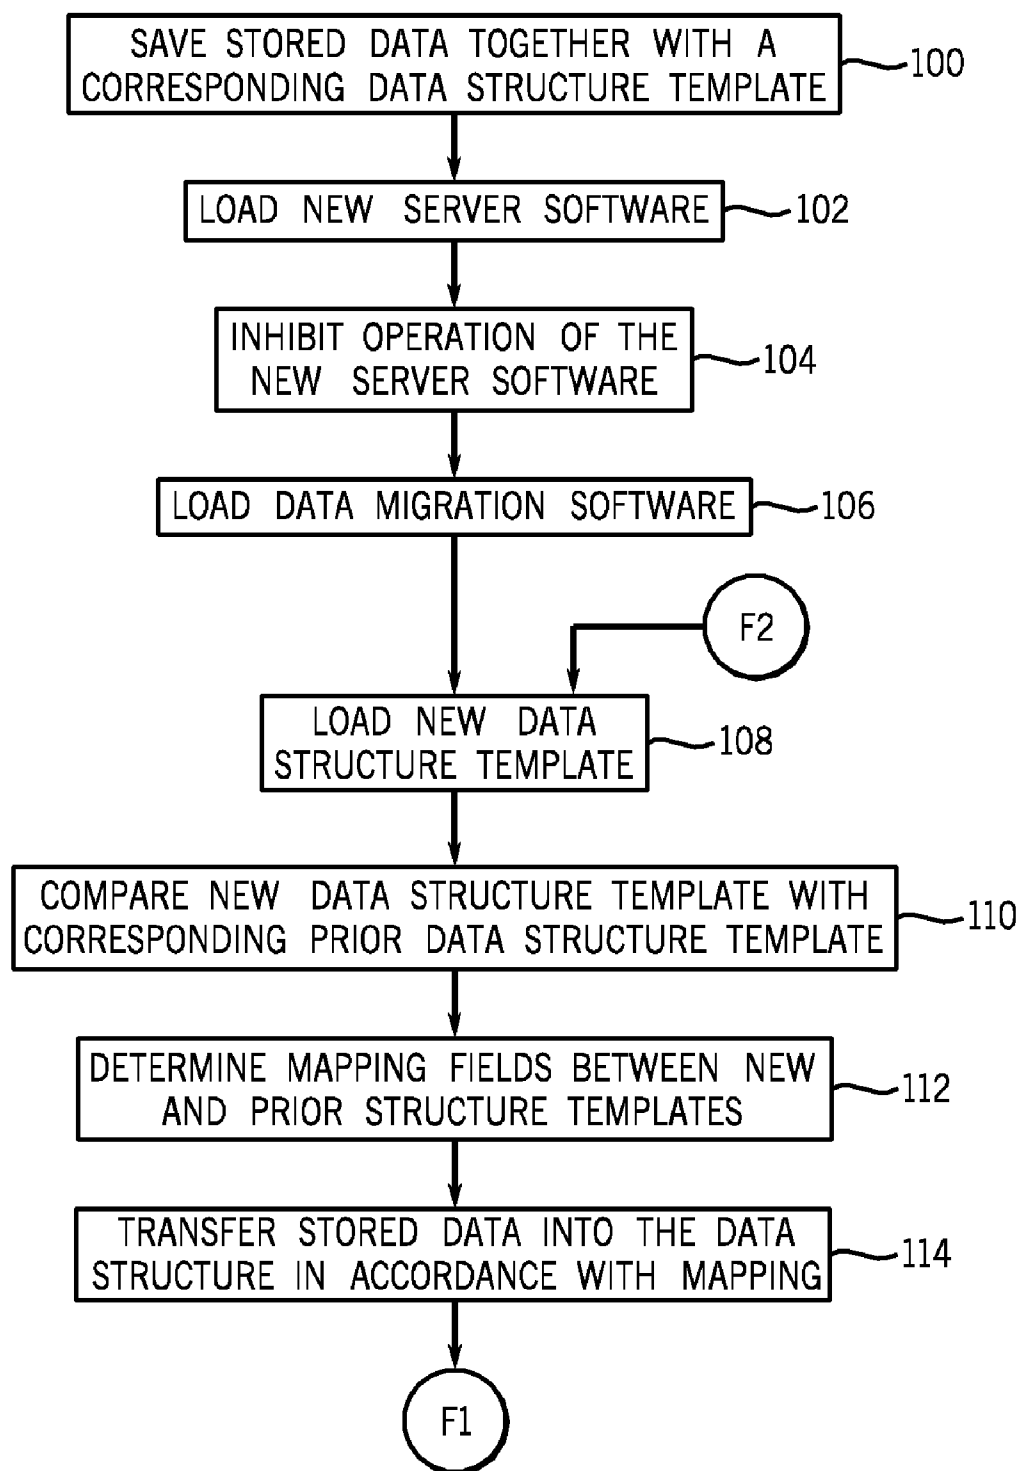 SAVE STORED DATA TOGETHER WITH A
CORRESPONDING DATA STRUCTURE TEMPLATE
100
LOAD NEW SERVER SOFTWARE
102
INHIBIT OPERATION OF THE
NEW SERVER SOFTWARE
104
LOAD DATA MIGRATION SOFTWARE
106
F2
LOAD NEW DATA
STRUCTURE TEMPLATE
108
COMPARE NEW DATA STRUCTURE TEMPLATE WITH
CORRESPONDING PRIOR DATA STRUCTURE TEMPLATE
110
DETERMINE MAPPING FIELDS BETWEEN NEW
AND PRIOR STRUCTURE TEMPLATES
112
TRANSFER STORED DATA INTO THE DATA
STRUCTURE IN ACCORDANCE WITH MAPPING
114
F1